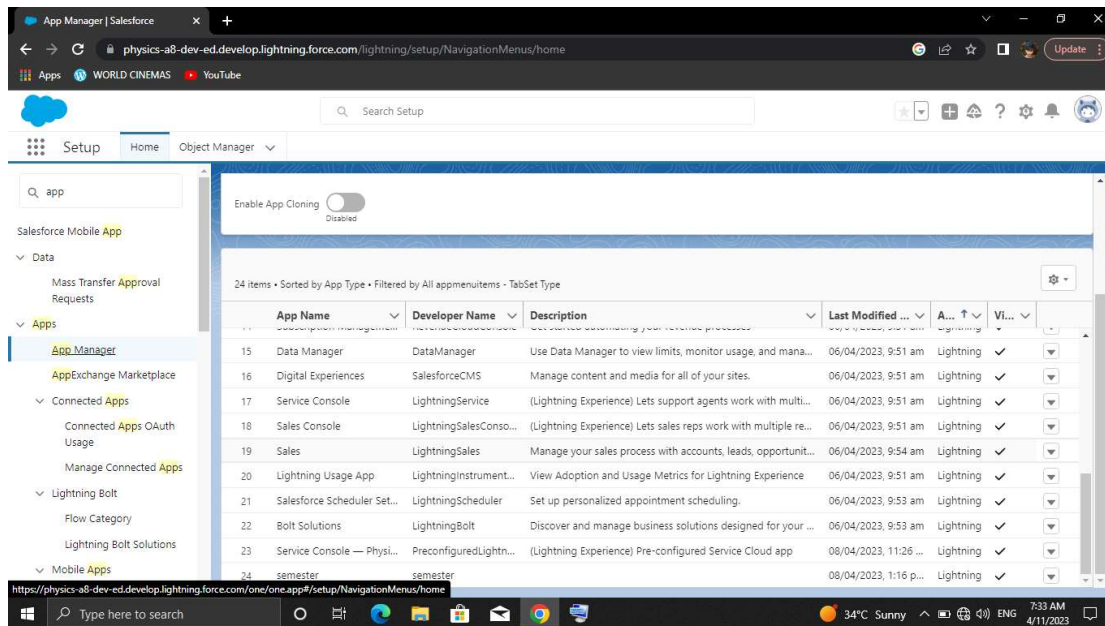 App Manager | Salesforce
physics-a8-dev-ed.develop.lightning.force.com/lightning/setup/NavigationMenus/home
Update
Apps WORLD CINEMAS YouTube
Search Setup
Setup Home Object Manager
app
Salesforce Mobile App
Data
Mass Transfer Approval
Requests
Apps
App Manager
AppExchange Marketplace
Connected Apps
Connected Apps OAuth
Usage
Manage Connected Apps
Lightning Bolt
Flow Category
Lightning Bolt Solutions
Mobile Apps
Enable App Cloning
Disabled
24 items • Sorted by App Type • Filtered by All appmenuitems - TabSet Type
App Name Developer Name Description Last Modified ... A... Vi...
15 Data Manager DataManager Use Data Manager to view limits, monitor usage, and mana... 06/04/2023, 9:51 am Lightning
16 Digital Experiences SalesforceCMS Manage content and media for all of your sites. 06/04/2023, 9:51 am Lightning
17 Service Console LightningService (Lightning Experience) Lets support agents work with multi... 06/04/2023, 9:51 am Lightning
18 Sales Console LightningSalesConso... (Lightning Experience) Lets sales reps work with multiple re... 06/04/2023, 9:51 am Lightning
19 Sales LightningSales Manage your sales process with accounts, leads, opportunit... 06/04/2023, 9:54 am Lightning
20 Lightning Usage App LightningInstrument... View Adoption and Usage Metrics for Lightning Experience 06/04/2023, 9:51 am Lightning
21 Salesforce Scheduler Set... LightningScheduler Set up personalized appointment scheduling. 06/04/2023, 9:53 am Lightning
22 Bolt Solutions LightningBolt Discover and manage business solutions designed for your ... 06/04/2023, 9:53 am Lightning
23 Service Console — Physi... PreconfiguredLightn... (Lightning Experience) Pre-configured Service Cloud app 08/04/2023, 11:26 ... Lightning
24 semester semester 08/04/2023, 1:16 p... Lightning
https://physics-a8-dev-ed.develop.lightning.force.com/one/one.app#/setup/NavigationMenus/home
Type here to search
34°C Sunny ENG
7:33 AM
4/11/2023